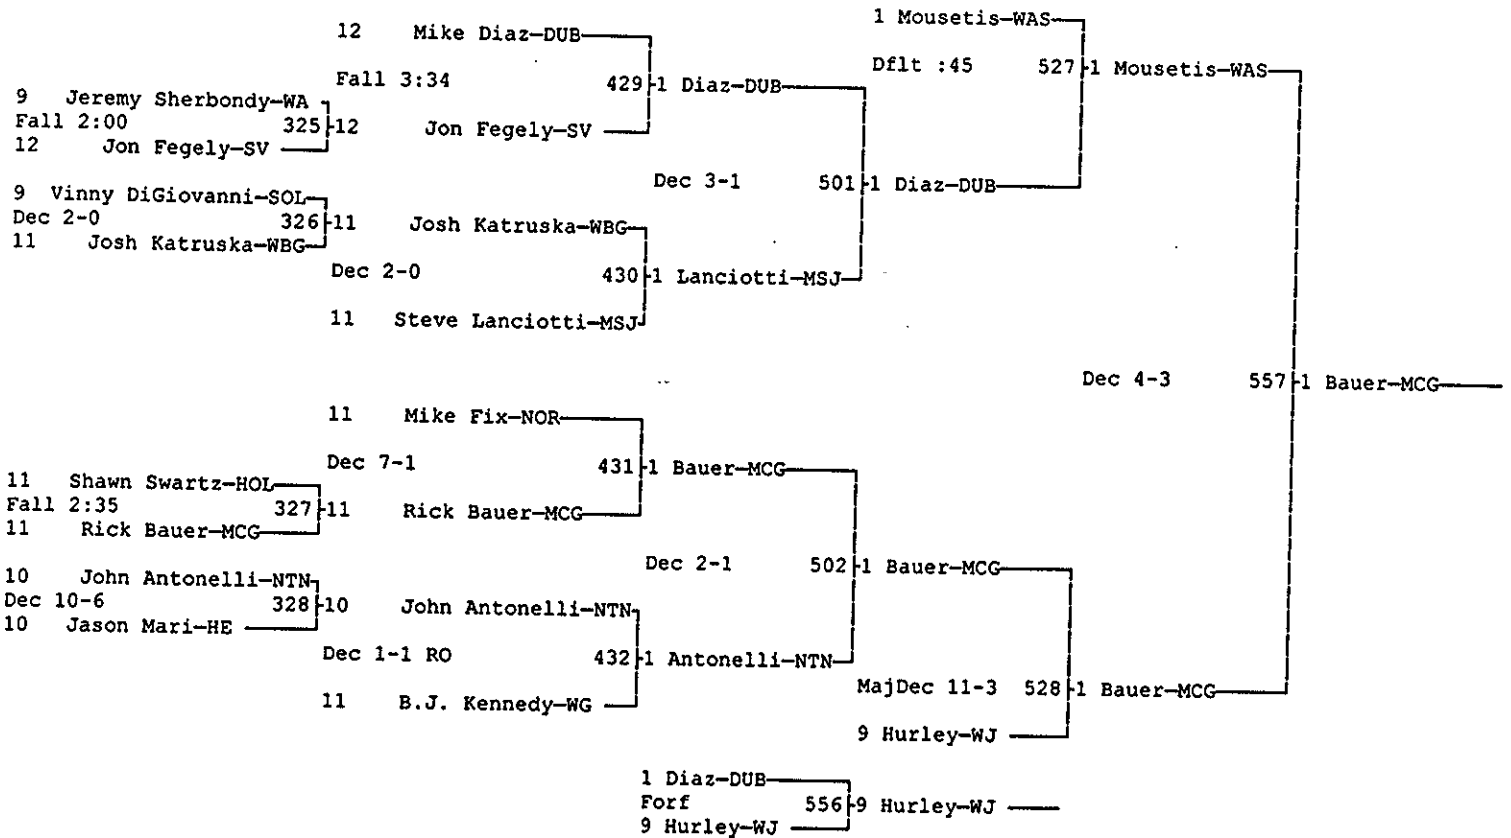 1 Mousetis-WAS
12 Mike Diaz-DUB
Dflt :45 527 1 Mousetis-WAS
Fall 3:34 429 1 Diaz-DUB
9 Jeremy Sherbondy-WA
Fall 2:00 325 12 Jon Fegely-SV
12 Jon Fegely-SV
Dec 3-1 501 1 Diaz-DUB
9 Vinny DiGiovanni-SOL
Dec 2-0 326 11 Josh Katruska-WBG
11 Josh Katruska-WBG
Dec 2-0 430 1 Lanciotti-MSJ
11 Steve Lanciotti-MSJ
Dec 4-3 557 1 Bauer-MCG
11 Mike Fix-NOR
Dec 7-1 431 1 Bauer-MCG
11 Shawn Swartz-HOL
Fall 2:35 327 11 Rick Bauer-MCG
11 Rick Bauer-MCG
Dec 2-1 502 1 Bauer-MCG
10 John Antonelli-NTN
Dec 10-6 328 10 John Antonelli-NTN
10 Jason Mari-HE
Dec 1-1 RO 432 1 Antonelli-NTN
MajDec 11-3 528 1 Bauer-MCG
11 B.J. Kennedy-WG
9 Hurley-WJ
1 Diaz-DUB
Forf 556 9 Hurley-WJ
9 Hurley-WJ